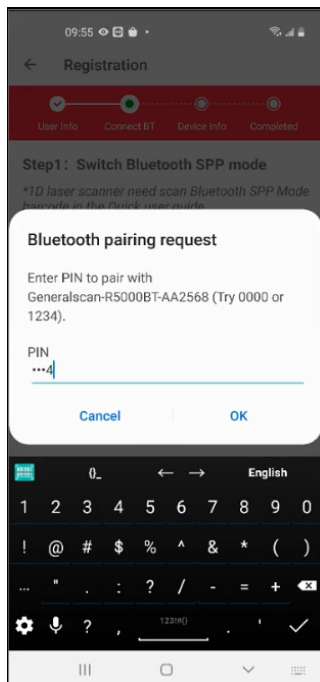 09:55
Registration
User Info Connect BT Device Info Completed
Step1: Switch Bluetooth SPP mode
*1D laser scanner need scan Bluetooth SPP Mode
barcode in the Quick user guide
Bluetooth pairing request
Enter PIN to pair with
Generalscan-R5000BT-AA2568 (Try 0000 or
1234).
PIN
•••4
Cancel OK
{}_ ← → English
1 2 3 4 5 6 7 8 9 0
! @ # $ % ^ & * ( )
... " . : ? / - = +
? , 123!#() . '